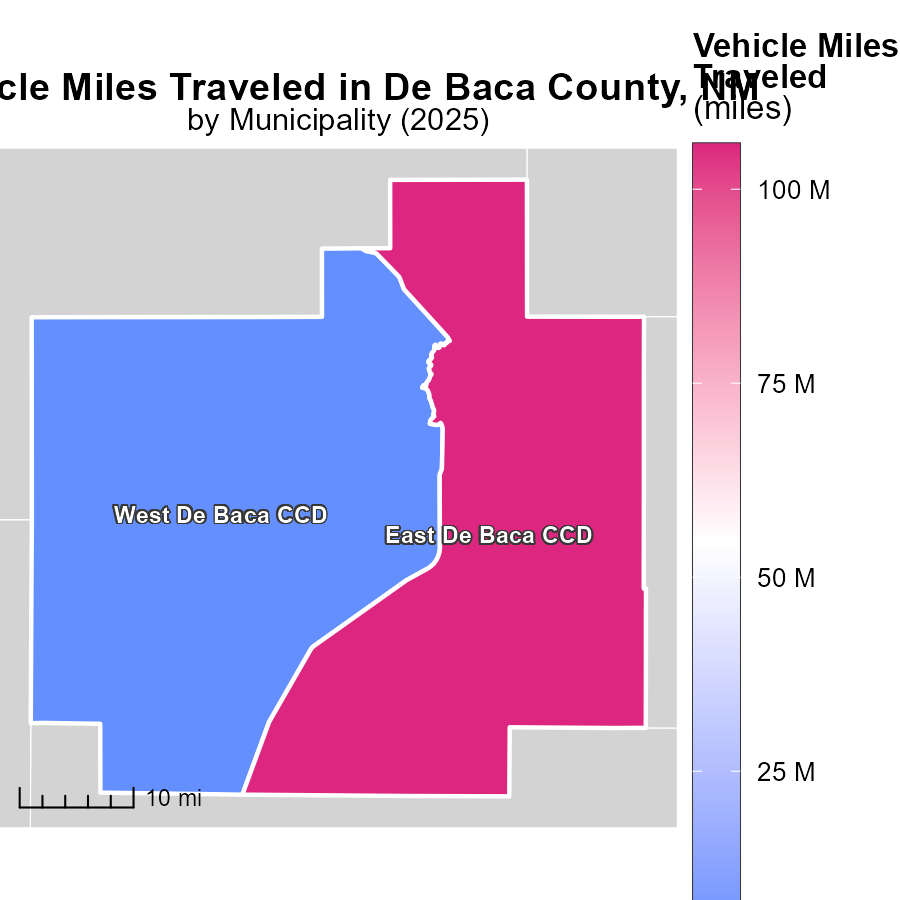 cle Miles Traveled in De Baca County, NM
by Municipality (2025)
Vehicle Miles
Traveled
(miles)
100 M
75 M
50 M
25 M
West De Baca CCD
East De Baca CCD
10 mi